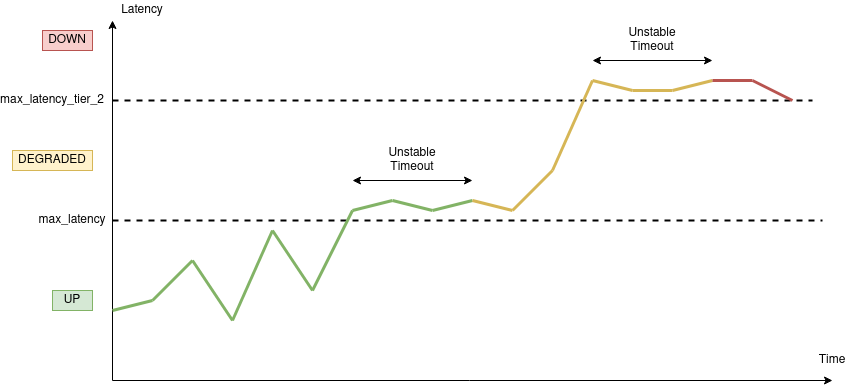 Latency
DOWN
Unstable
Timeout
max_latency_tier_2
DEGRADED
Unstable
Timeout
max_latency
UP
Time